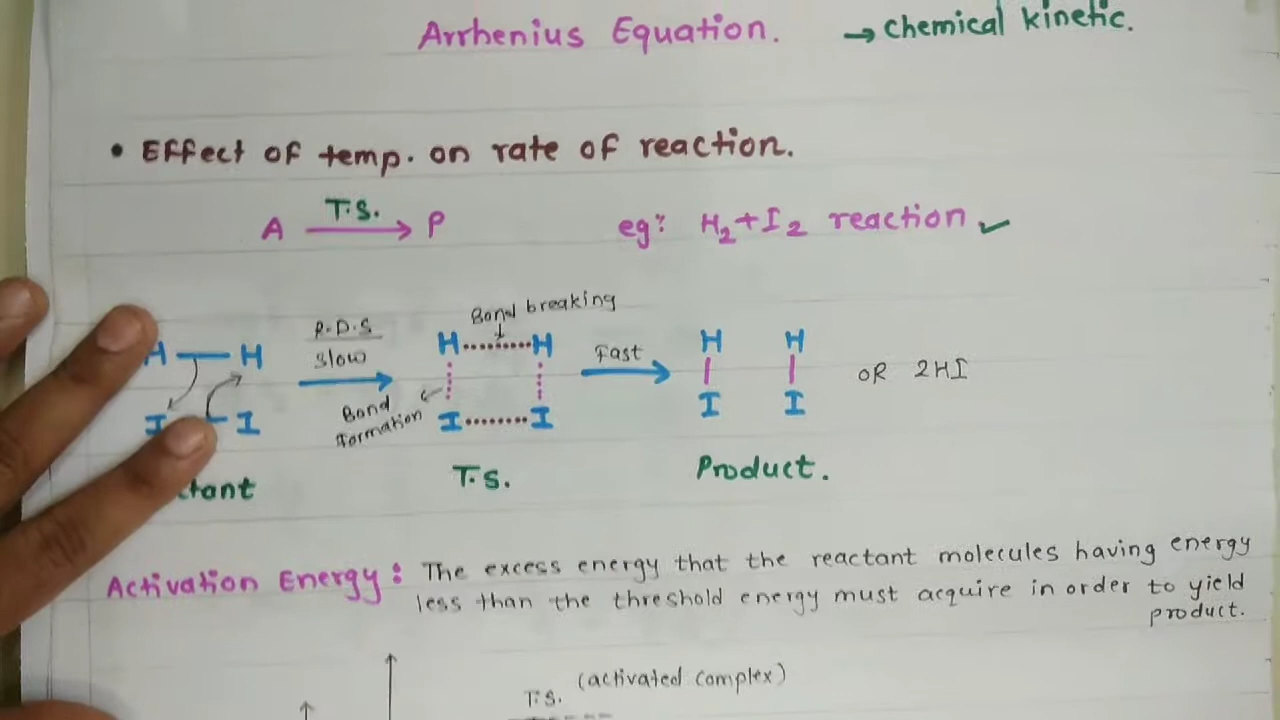 Arrhenius Equation. → chemical kinetic.
• Effect of temp. on rate of reaction.
T.S.
A → P eg: H2+I2 reaction ✓
Bond breaking
R.D.S
Slow
H H H H Fast H H
OR 2HI
Bond
formation
I I I I I I
T.S. Product.
Activation Energy: The excess energy that the reactant molecules having energy
less than the threshold energy must acquire in order to yield
product.
T.S. (activated complex)